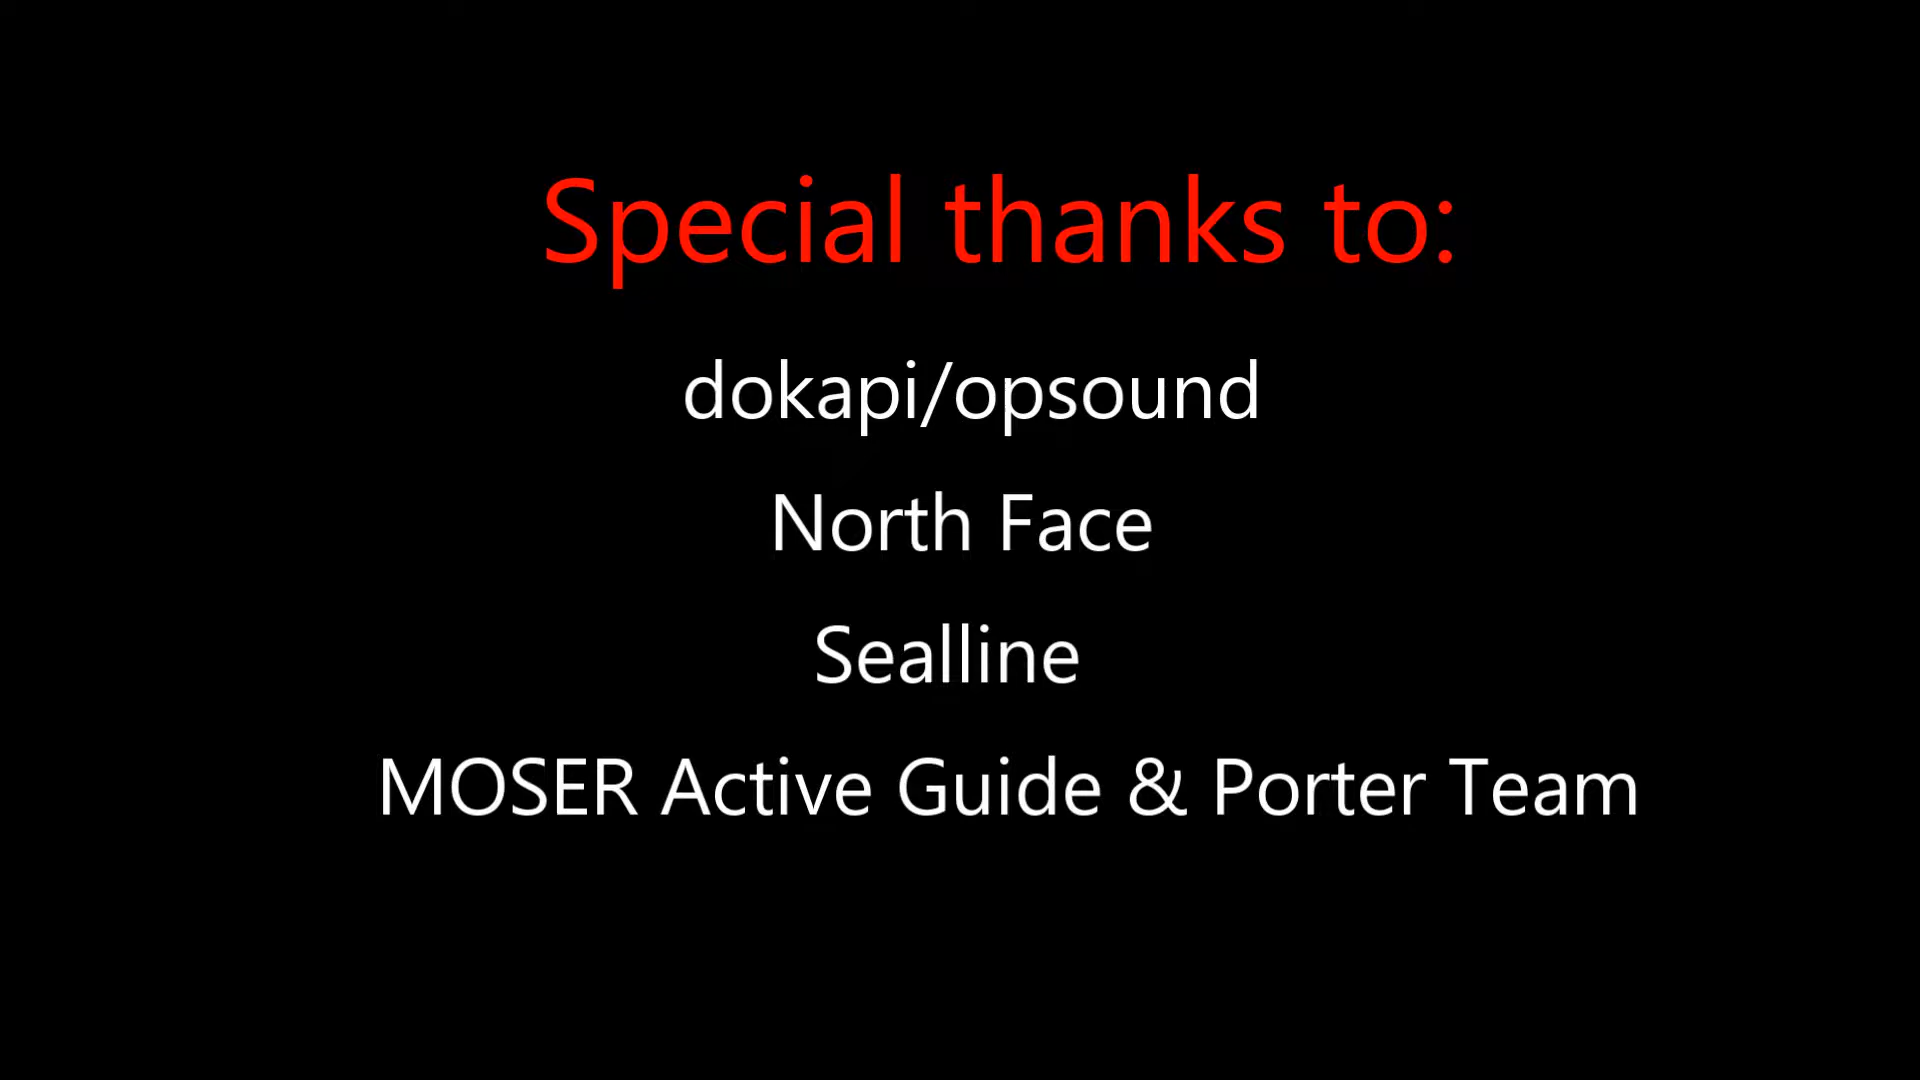 Special thanks to:
dokapi/opsound
North Face
Sealline
MOSER Active Guide & Porter Team